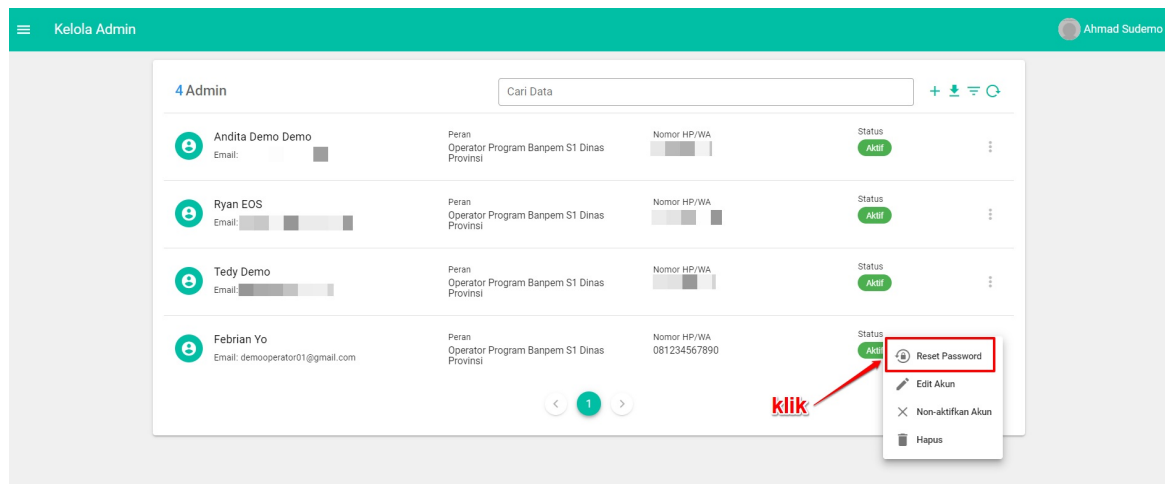 Kelola Admin
Ahmad Sudemo
4 Admin
Cari Data
Andita Demo Demo
Email:
Peran
Operator Program Banpem S1 Dinas
Provinsi
Nomor HP/WA
Status
Aktif
Ryan EOS
Email:
Peran
Operator Program Banpem S1 Dinas
Provinsi
Nomor HP/WA
Status
Aktif
Tedy Demo
Email:
Peran
Operator Program Banpem S1 Dinas
Provinsi
Nomor HP/WA
Status
Aktif
Febrian Yo
Email: demooperator01@gmail.com
Peran
Operator Program Banpem S1 Dinas
Provinsi
Nomor HP/WA
081234567890
Status
Reset Password
Edit Akun
Non-aktifkan Akun
Hapus
klik
1